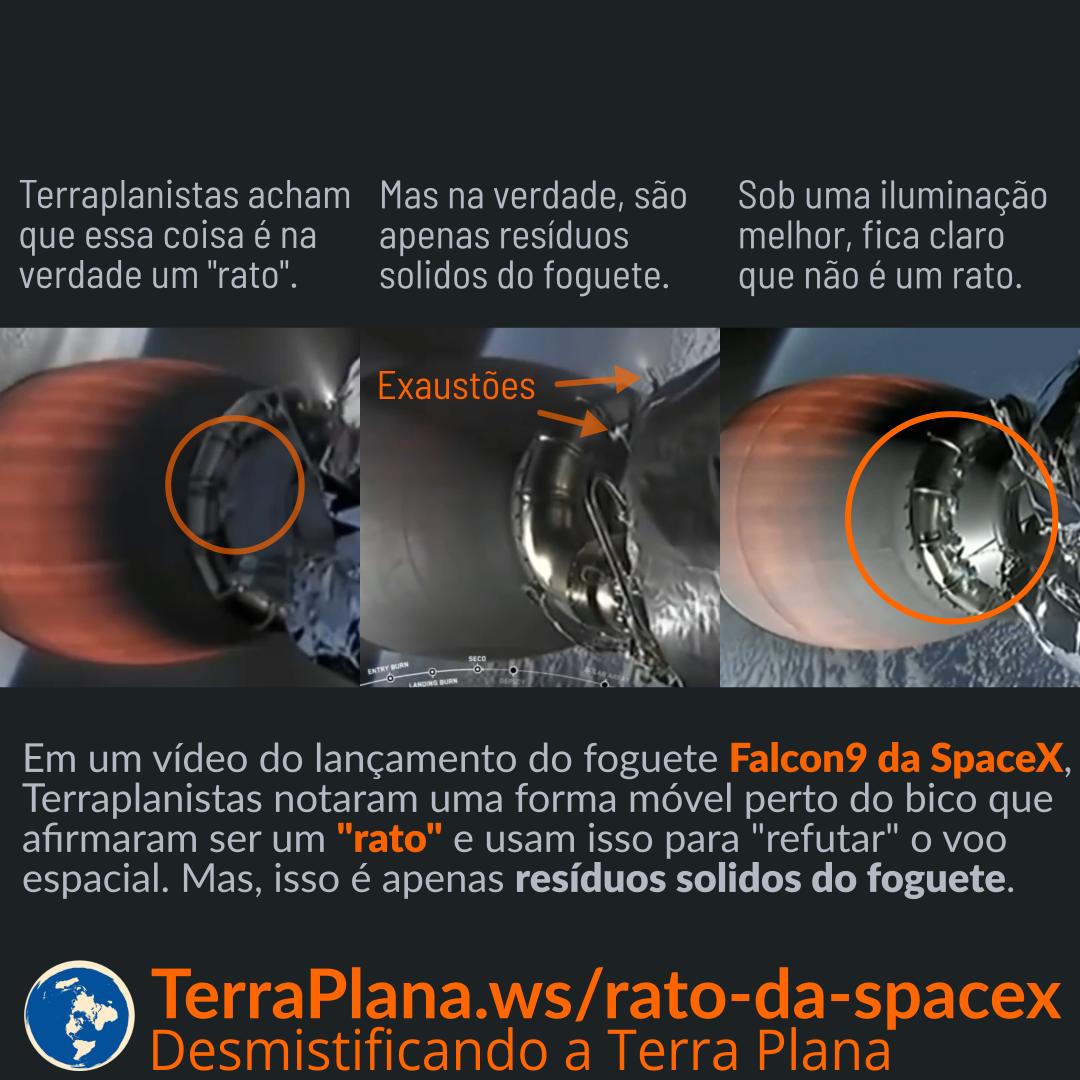 Terraplanistas acham
que essa coisa é na
verdade um "rato".
Mas na verdade, são
apenas resíduos
solidos do foguete.
Sob uma iluminação
melhor, fica claro
que não é um rato.
Exaustões
ENTRY BURN
LANDING BURN
SECO
DEPLOY
Em um vídeo do lançamento do foguete Falcon9 da SpaceX,
Terraplanistas notaram uma forma móvel perto do bico que
afirmaram ser um "rato" e usam isso para "refutar" o voo
espacial. Mas, isso é apenas resíduos solidos do foguete.
TerraPlana.ws/rato-da-spacex
Desmistificando a Terra Plana